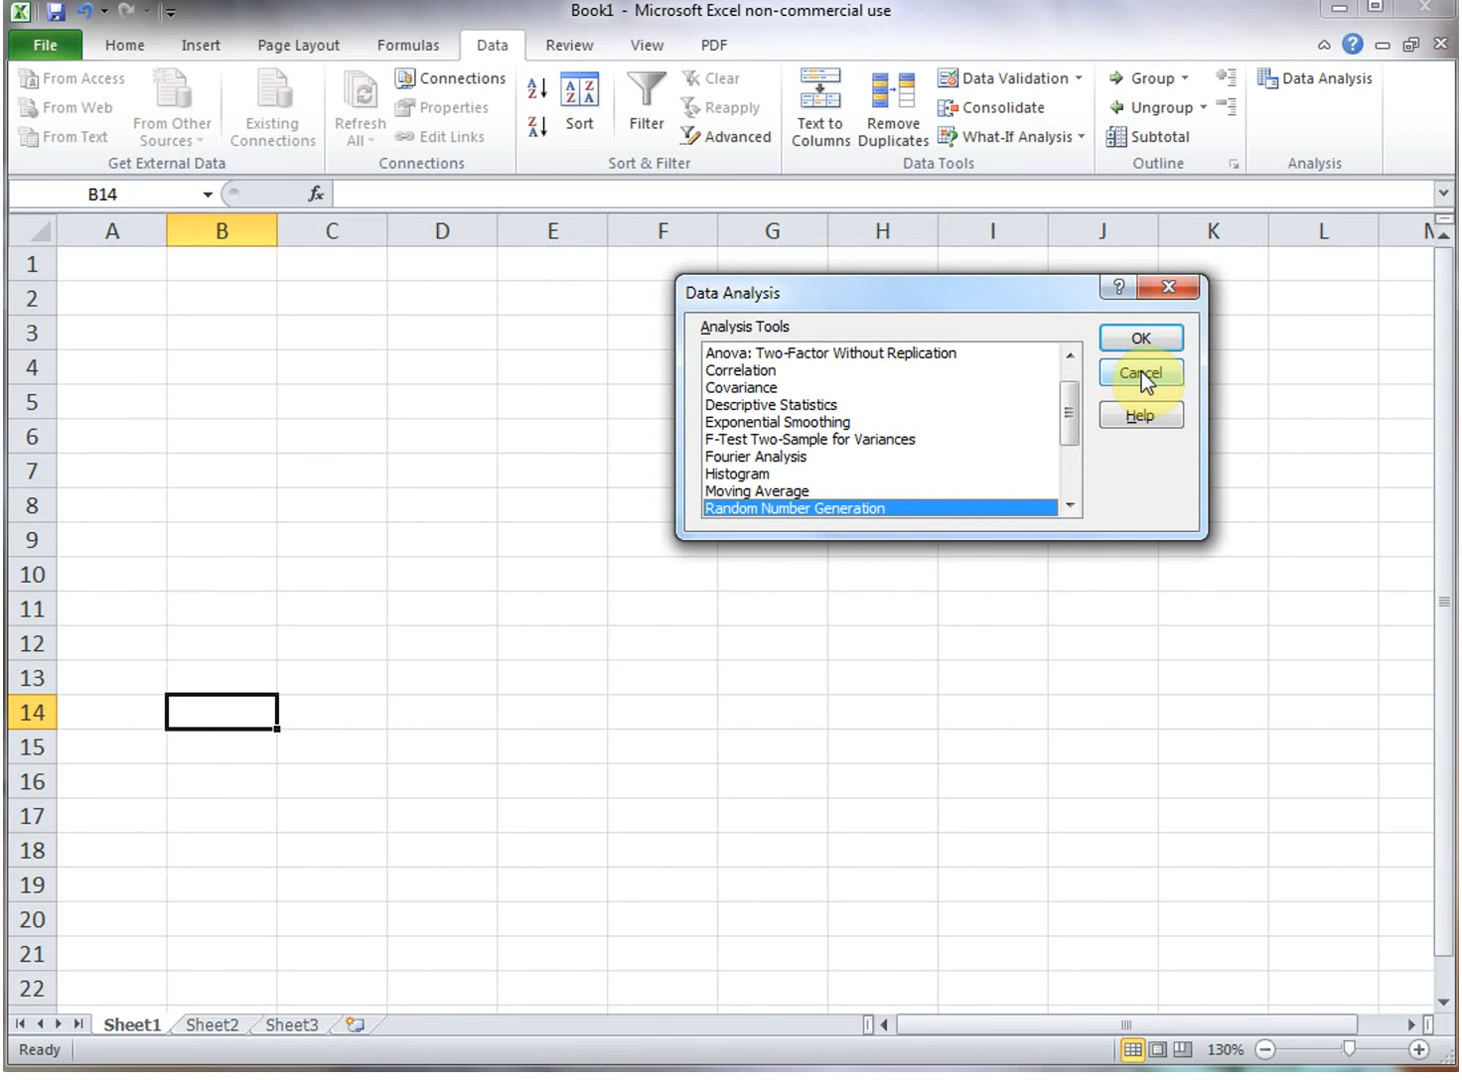 Book1 - Microsoft Excel non-commercial use
File Home Insert Page Layout Formulas Data Review View PDF
From Access
From Web
From Text
From Other
Sources
Existing
Connections
Get External Data
Refresh
All
Connections
Properties
Edit Links
Connections
Sort
Filter
Clear
Reapply
Advanced
Sort & Filter
Text to
Columns
Remove
Duplicates
Data Validation
Consolidate
What-If Analysis
Data Tools
Group
Ungroup
Subtotal
Outline
Data Analysis
Analysis
B14 fx
A B C D E F G H I J K L
1
2
3
4
5
6
7
8
9
10
11
12
13
14
15
16
17
18
19
20
21
22
Data Analysis
Analysis Tools
Anova: Two-Factor Without Replication
Correlation
Covariance
Descriptive Statistics
Exponential Smoothing
F-Test Two-Sample for Variances
Fourier Analysis
Histogram
Moving Average
Random Number Generation
OK
Cancel
Help
Sheet1 Sheet2 Sheet3
Ready 130%